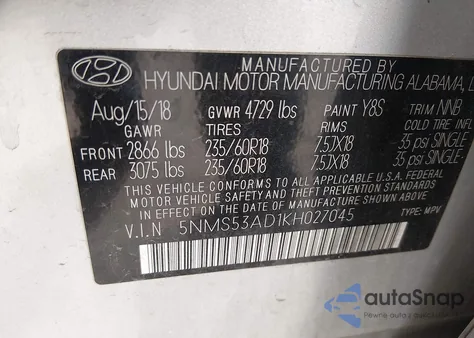 MANUFACTURED BY
HYUNDAI MOTOR MANUFACTURING ALABAMA,
Aug/15/18 GVWR 4729 lbs PAINT Y8S TRIM NNB
GAWR TIRES RIMS COLD TIRE INFL
FRONT 2866 lbs 235/60R18 7.5JX18 35 psi SINGLE
REAR 3075 lbs 235/60R18 7.5JX18 35 psi SINGLE
THIS VEHICLE CONFORMS TO ALL APPLICABLE U.S.A. FEDERAL
MOTOR VEHICLE SAFETY AND THEFT PREVENTION STANDARDS IN
EFFECT ON THE DATE OF MANUFACTURE SHOWN ABOVE.
V.I.N 5NMS53AD1KH027045 TYPE: MPV
autoSnap
Pewne auta z